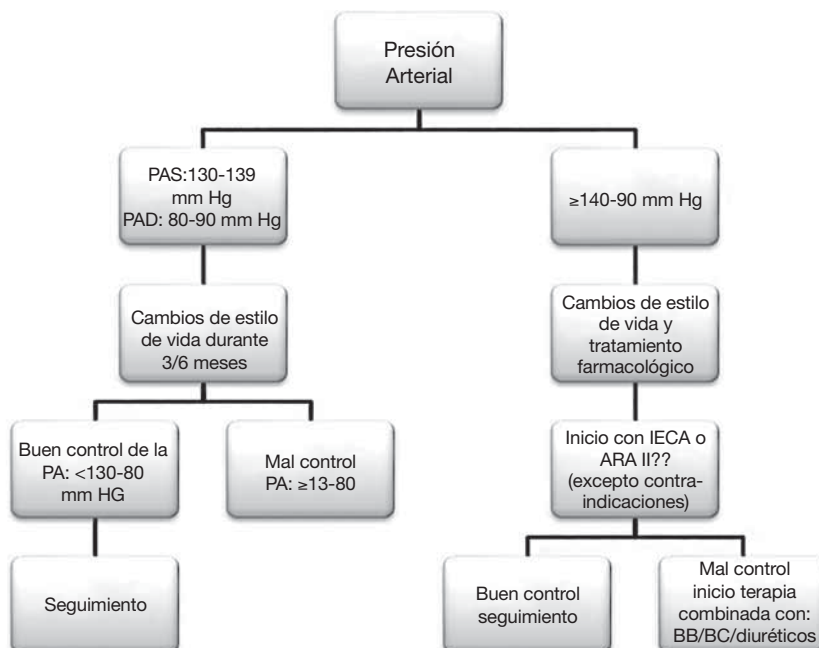 Presión
Arterial
PAS:130-139
mm Hg
PAD: 80-90 mm Hg
≥140-90 mm Hg
Cambios de estilo
de vida durante
3/6 meses
Cambios de estilo
de vida y
tratamiento
farmacológico
Buen control de la
PA: <130-80
mm HG
Mal control
PA: ≥13-80
Inicio con IECA o
ARA II??
(excepto contra-
indicaciones)
Seguimiento
Buen control
seguimiento
Mal control
inicio terapia
combinada con:
BB/BC/diuréticos